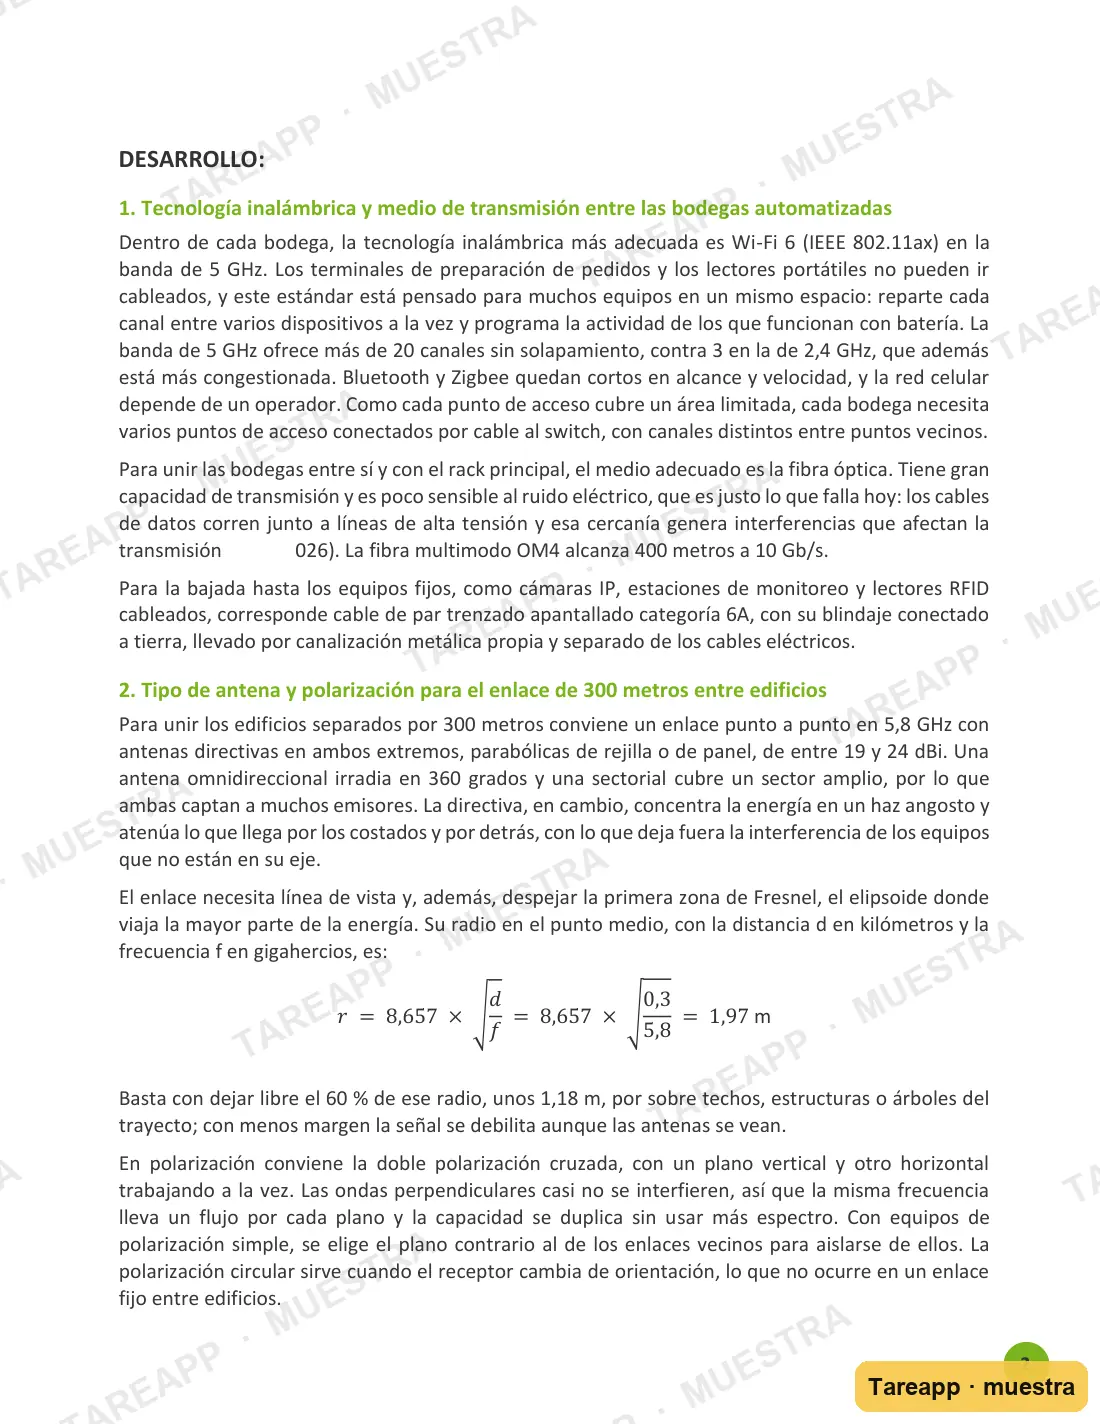 DESARROLLO:
1. Tecnología inalámbrica y medio de transmisión entre las bodegas automatizadas
Dentro de cada bodega, la tecnología inalámbrica más adecuada es Wi-Fi 6 (IEEE 802.11ax) en la
banda de 5 GHz. Los terminales de preparación de pedidos y los lectores portátiles no pueden ir
cableados, y este estándar está pensado para muchos equipos en un mismo espacio: reparte cada
canal entre varios dispositivos a la vez y programa la actividad de los que funcionan con batería. La
banda de 5 GHz ofrece más de 20 canales sin solapamiento, contra 3 en la de 2,4 GHz, que además
está más congestionada. Bluetooth y Zigbee quedan cortos en alcance y velocidad, y la red celular
depende de un operador. Como cada punto de acceso cubre un área limitada, cada bodega necesita
varios puntos de acceso conectados por cable al switch, con canales distintos entre puntos vecinos.
Para unir las bodegas entre sí y con el rack principal, el medio adecuado es la fibra óptica. Tiene gran
capacidad de transmisión y es poco sensible al ruido eléctrico, que es justo lo que falla hoy: los cables
de datos corren junto a líneas de alta tensión y esa cercanía genera interferencias que afectan la
transmisión 026). La fibra multimodo OM4 alcanza 400 metros a 10 Gb/s.
Para la bajada hasta los equipos fijos, como cámaras IP, estaciones de monitoreo y lectores RFID
cableados, corresponde cable de par trenzado apantallado categoría 6A, con su blindaje conectado
a tierra, llevado por canalización metálica propia y separado de los cables eléctricos.
2. Tipo de antena y polarización para el enlace de 300 metros entre edificios
Para unir los edificios separados por 300 metros conviene un enlace punto a punto en 5,8 GHz con
antenas directivas en ambos extremos, parabólicas de rejilla o de panel, de entre 19 y 24 dBi. Una
antena omnidireccional irradia en 360 grados y una sectorial cubre un sector amplio, por lo que
ambas captan a muchos emisores. La directiva, en cambio, concentra la energía en un haz angosto y
atenúa lo que llega por los costados y por detrás, con lo que deja fuera la interferencia de los equipos
que no están en su eje.
El enlace necesita línea de vista y, además, despejar la primera zona de Fresnel, el elipsoide donde
viaja la mayor parte de la energía. Su radio en el punto medio, con la distancia d en kilómetros y la
frecuencia f en gigahercios, es:
r = 8,657 × √(d/f) = 8,657 × √(0,3/5,8) = 1,97 m
Basta con dejar libre el 60 % de ese radio, unos 1,18 m, por sobre techos, estructuras o árboles del
trayecto; con menos margen la señal se debilita aunque las antenas se vean.
En polarización conviene la doble polarización cruzada, con un plano vertical y otro horizontal
trabajando a la vez. Las ondas perpendiculares casi no se interfieren, así que la misma frecuencia
lleva un flujo por cada plano y la capacidad se duplica sin usar más espectro. Con equipos de
polarización simple, se elige el plano contrario al de los enlaces vecinos para aislarse de ellos. La
polarización circular sirve cuando el receptor cambia de orientación, lo que no ocurre en un enlace
fijo entre edificios.
Tareapp · muestra